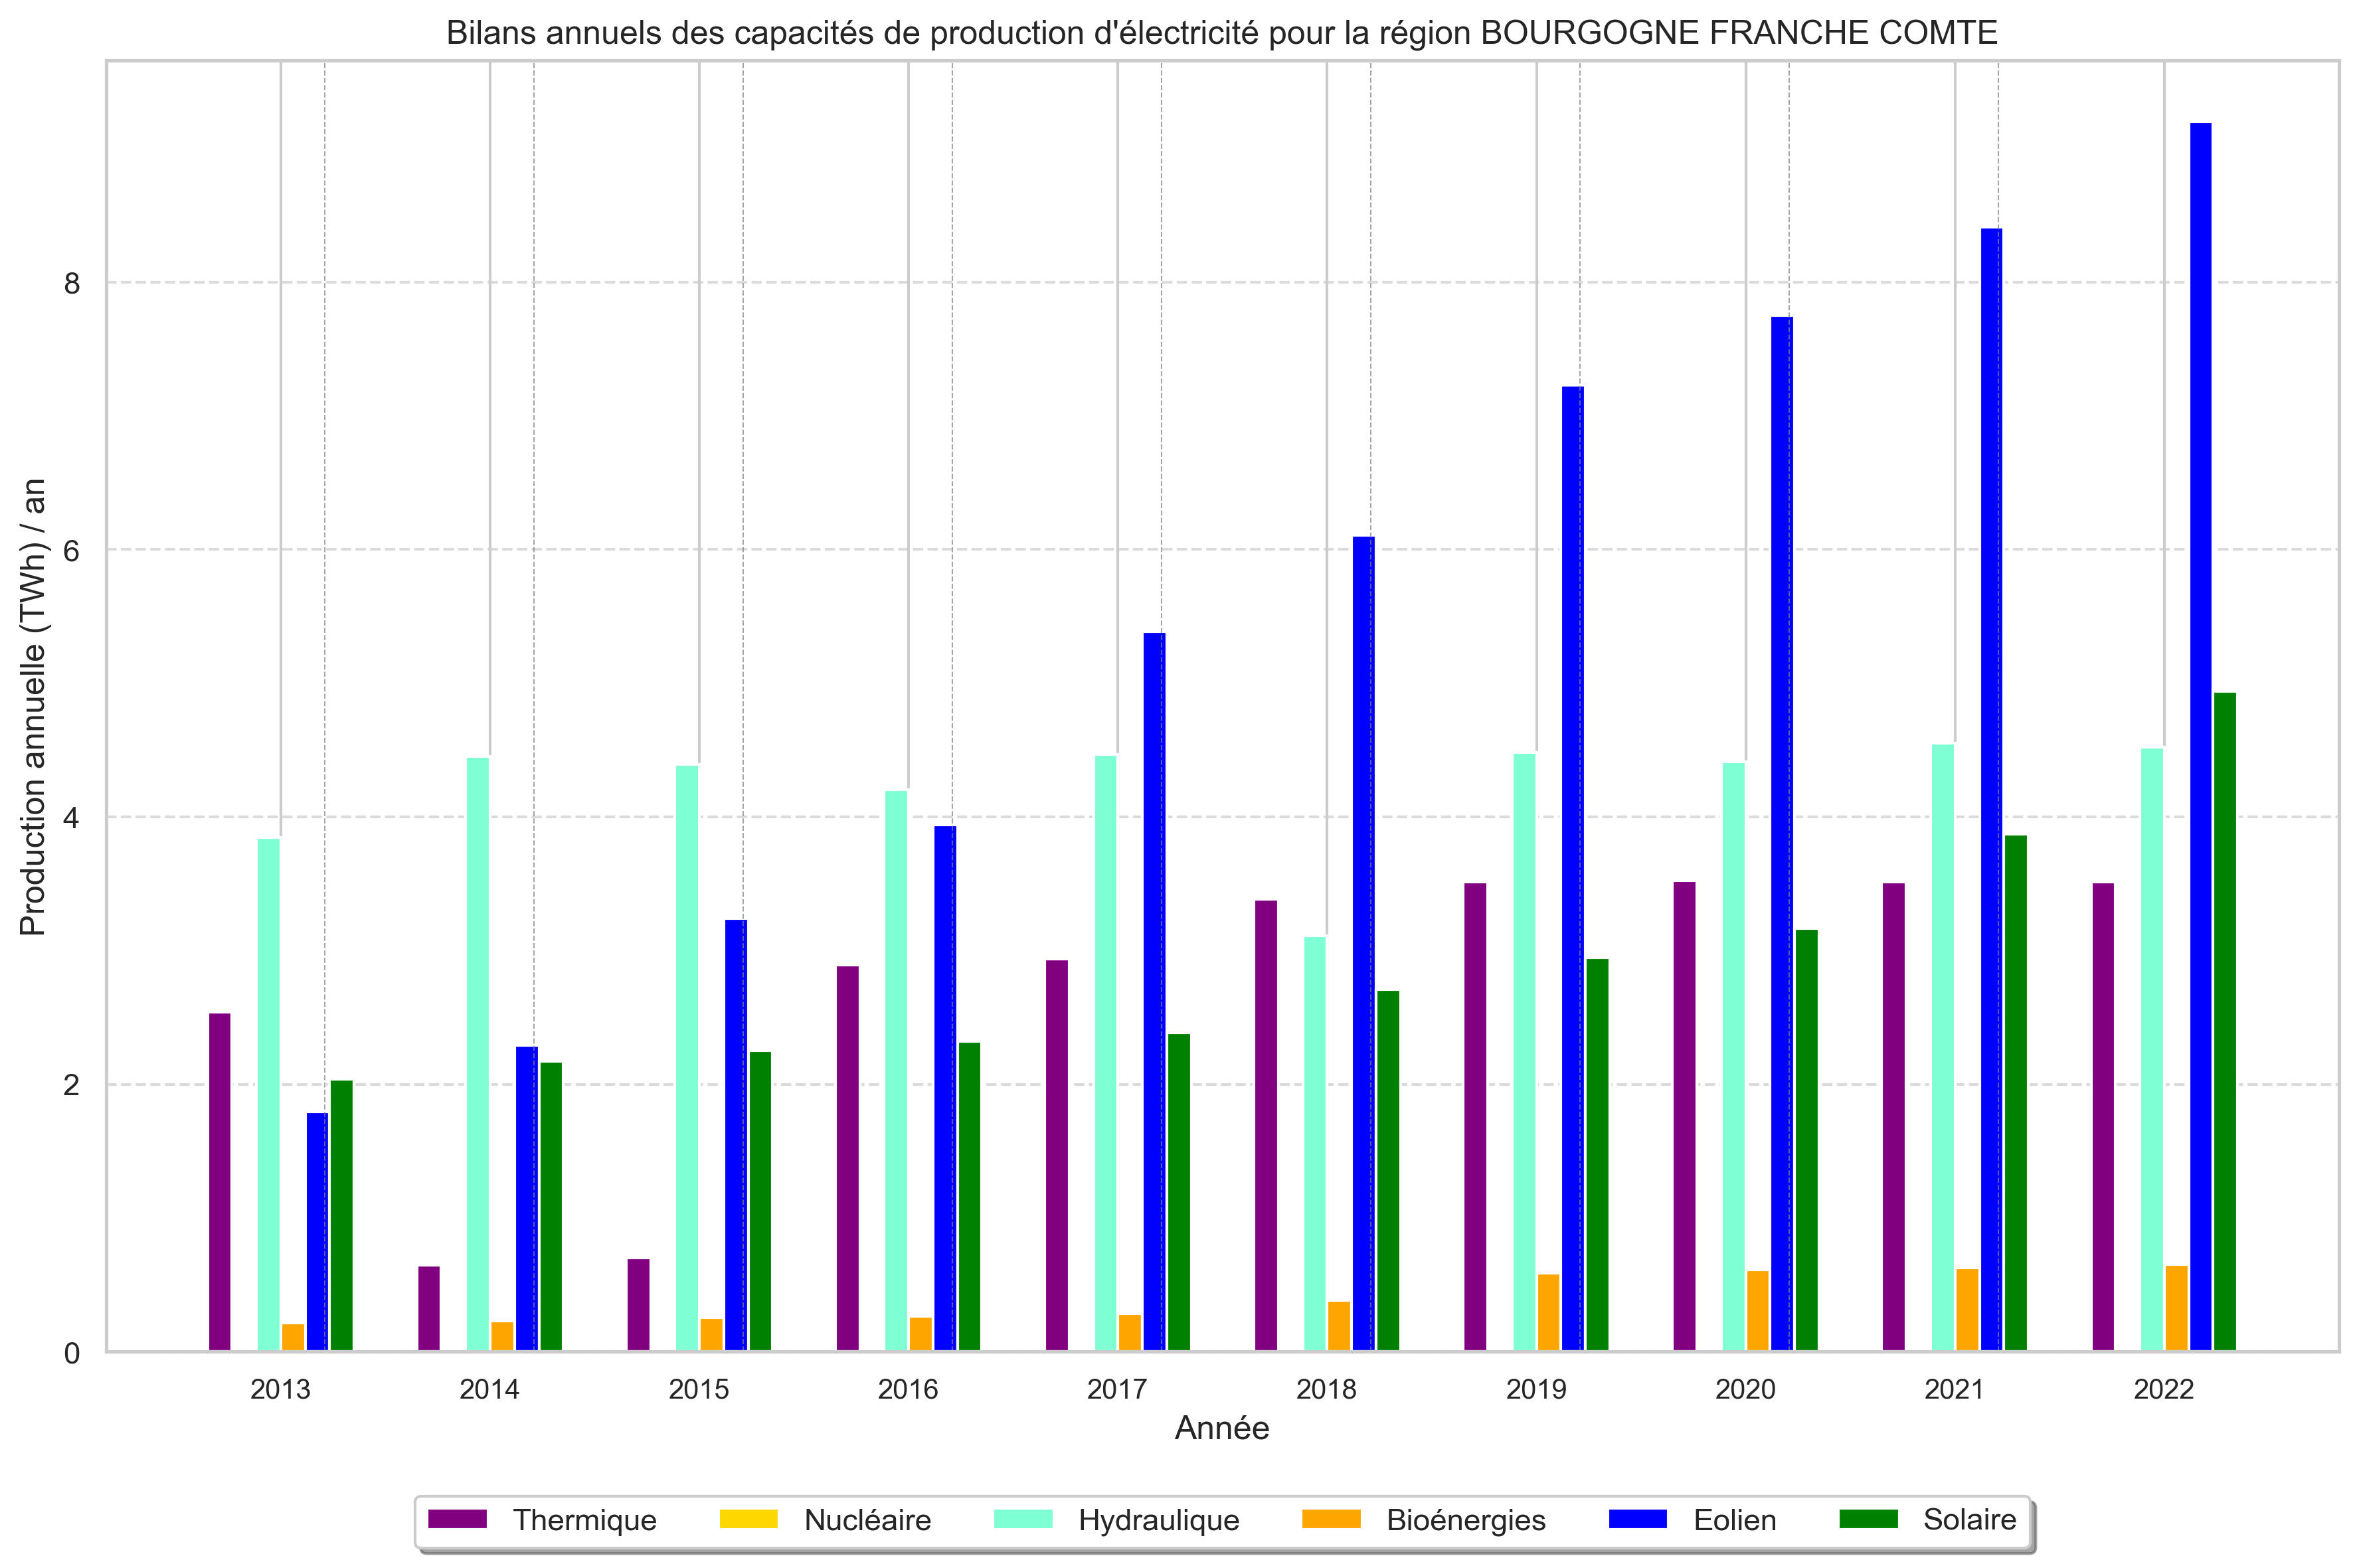 Bilans annuels des capacités de production d'électricité pour la région BOURGOGNE FRANCHE COMTE
Production annuelle (TWh) / an
8
6
4
2
0
2013 2014 2015 2016 2017 2018 2019 2020 2021 2022
Année
Thermique Nucléaire Hydraulique Bioénergies Eolien Solaire